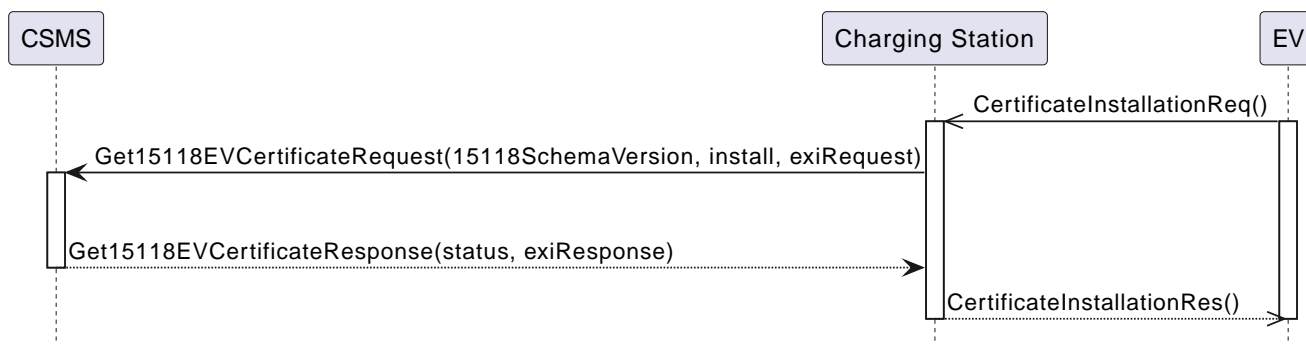 CSMS
Charging Station
EV
CertificateInstallationReq()
Get15118EVCertificateRequest(15118SchemaVersion, install, exiRequest)
Get15118EVCertificateResponse(status, exiResponse)
CertificateInstallationRes()